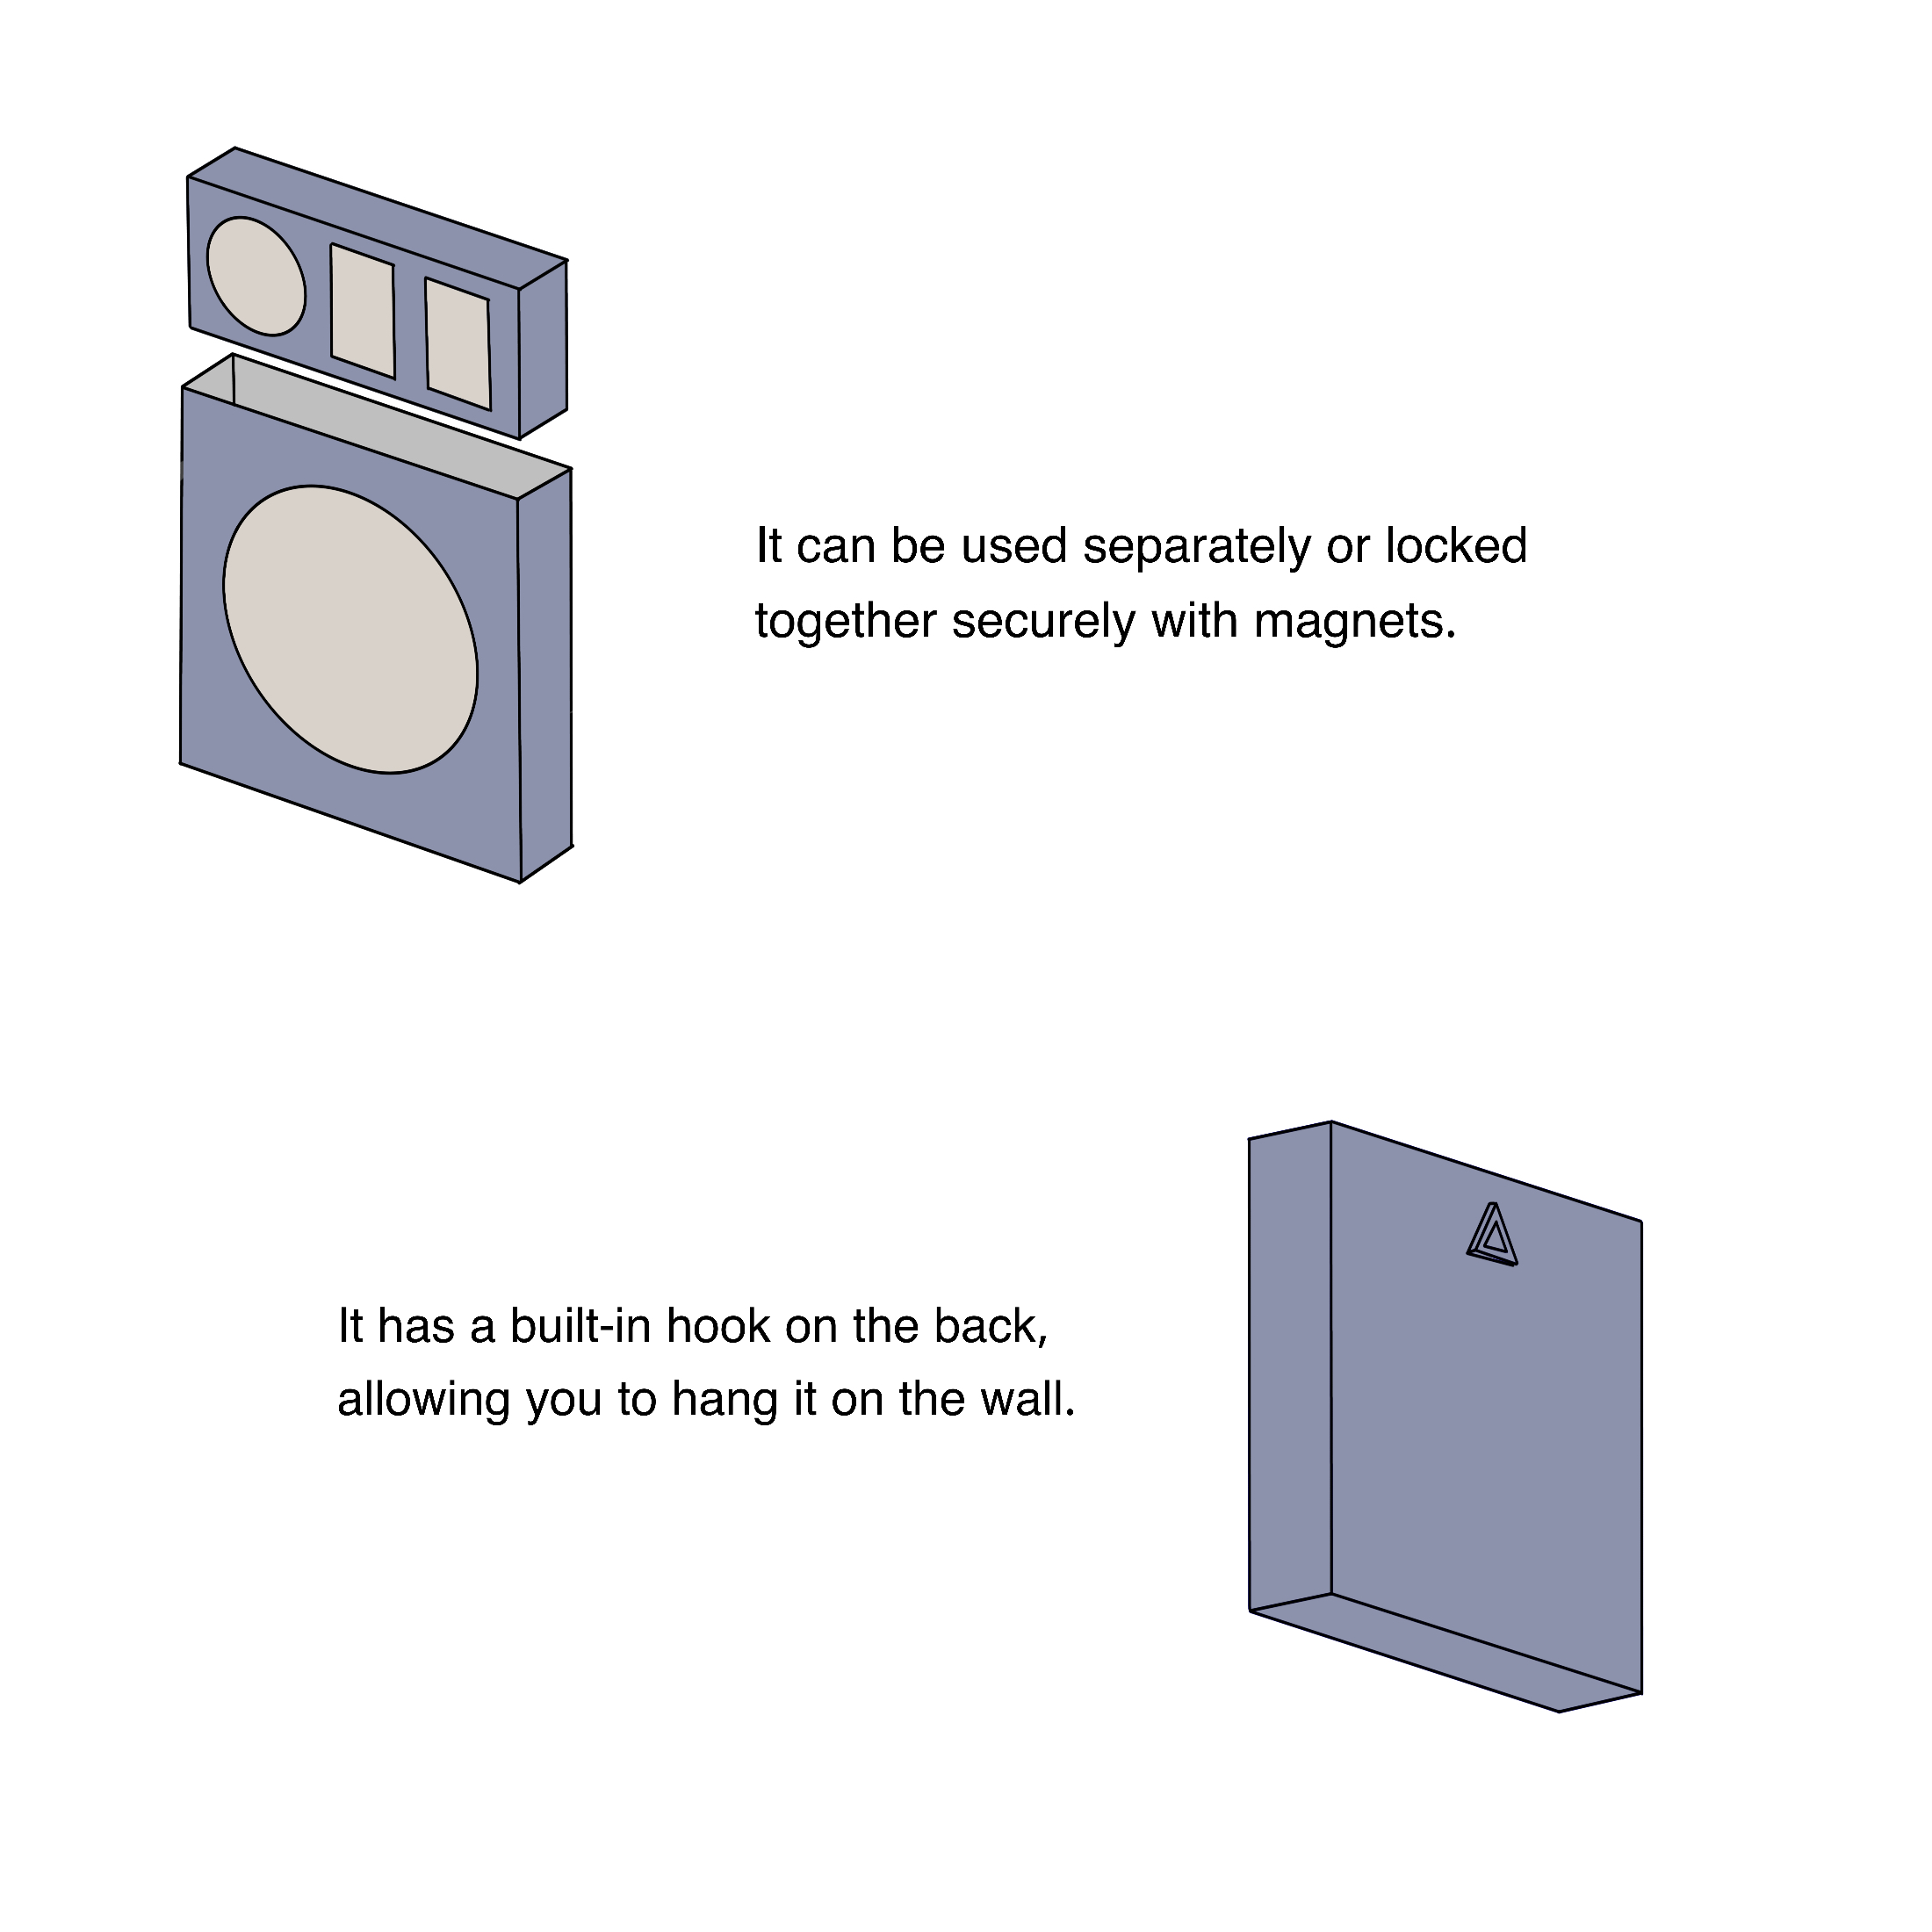 It can be used separately or locked
together securely with magnets.
It has a built-in hook on the back,
allowing you to hang it on the wall.